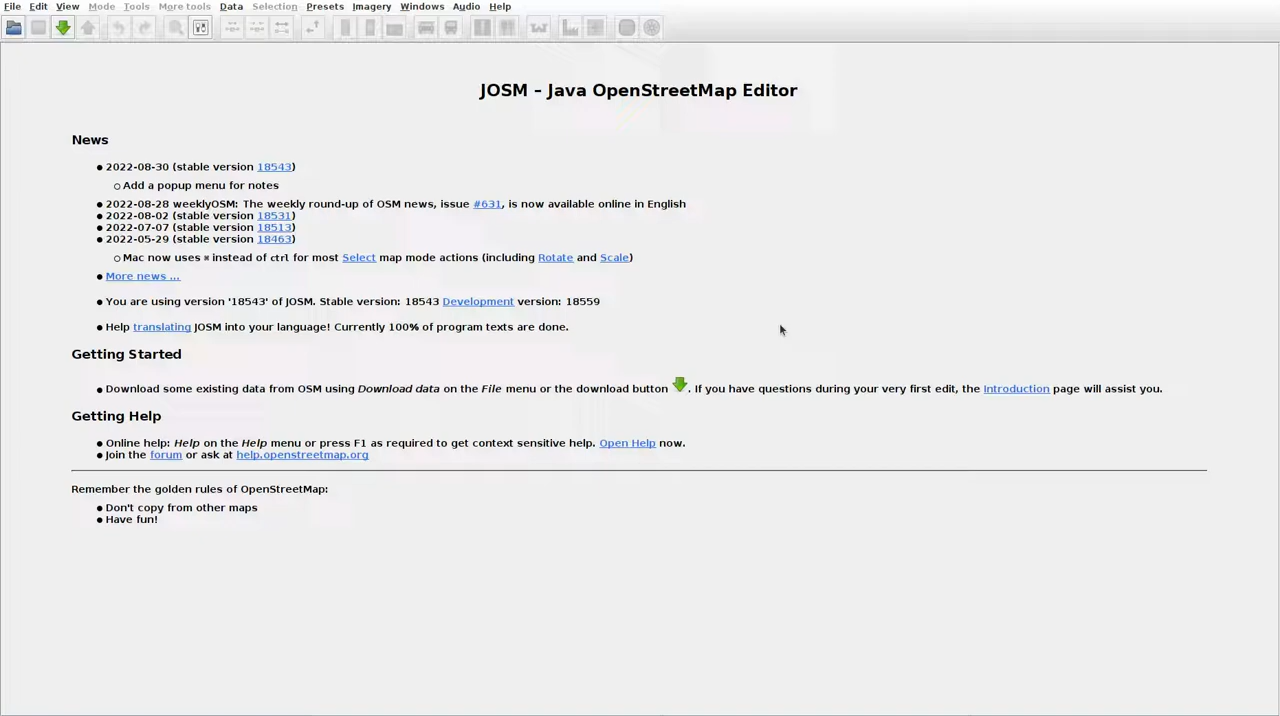 File Edit View Mode Tools More tools Data Selection Presets Imagery Windows Audio Help
JOSM – Java OpenStreetMap Editor
News
● 2022-08-30 (stable version 18543)
○ Add a popup menu for notes
● 2022-08-28 weeklyOSM: The weekly round-up of OSM news, issue #631, is now available online in English
● 2022-08-02 (stable version 18531)
● 2022-07-07 (stable version 18513)
● 2022-05-29 (stable version 18463)
○ Mac now uses ⌘ instead of ctrl for most Select map mode actions (including Rotate and Scale)
● More news ...
● You are using version '18543' of JOSM. Stable version: 18543 Development version: 18559
● Help translating JOSM into your language! Currently 100% of program texts are done.
Getting Started
● Download some existing data from OSM using Download data on the File menu or the download button . If you have questions during your very first edit, the Introduction page will assist you.
Getting Help
● Online help: Help on the Help menu or press F1 as required to get context sensitive help. Open Help now.
● Join the forum or ask at help.openstreetmap.org
Remember the golden rules of OpenStreetMap:
● Don't copy from other maps
● Have fun!